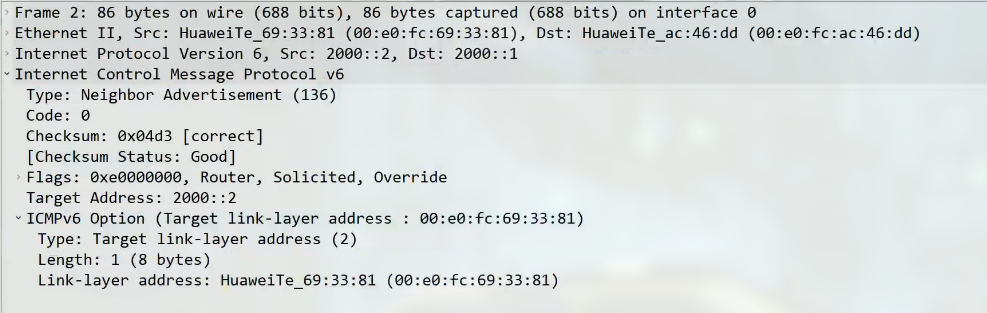 Frame 2: 86 bytes on wire (688 bits), 86 bytes captured (688 bits) on interface 0
Ethernet II, Src: HuaweiTe_69:33:81 (00:e0:fc:69:33:81), Dst: HuaweiTe_ac:46:dd (00:e0:fc:ac:46:dd)
Internet Protocol Version 6, Src: 2000::2, Dst: 2000::1
Internet Control Message Protocol v6
Type: Neighbor Advertisement (136)
Code: 0
Checksum: 0x04d3 [correct]
[Checksum Status: Good]
Flags: 0xe0000000, Router, Solicited, Override
Target Address: 2000::2
ICMPv6 Option (Target link-layer address : 00:e0:fc:69:33:81)
Type: Target link-layer address (2)
Length: 1 (8 bytes)
Link-layer address: HuaweiTe_69:33:81 (00:e0:fc:69:33:81)